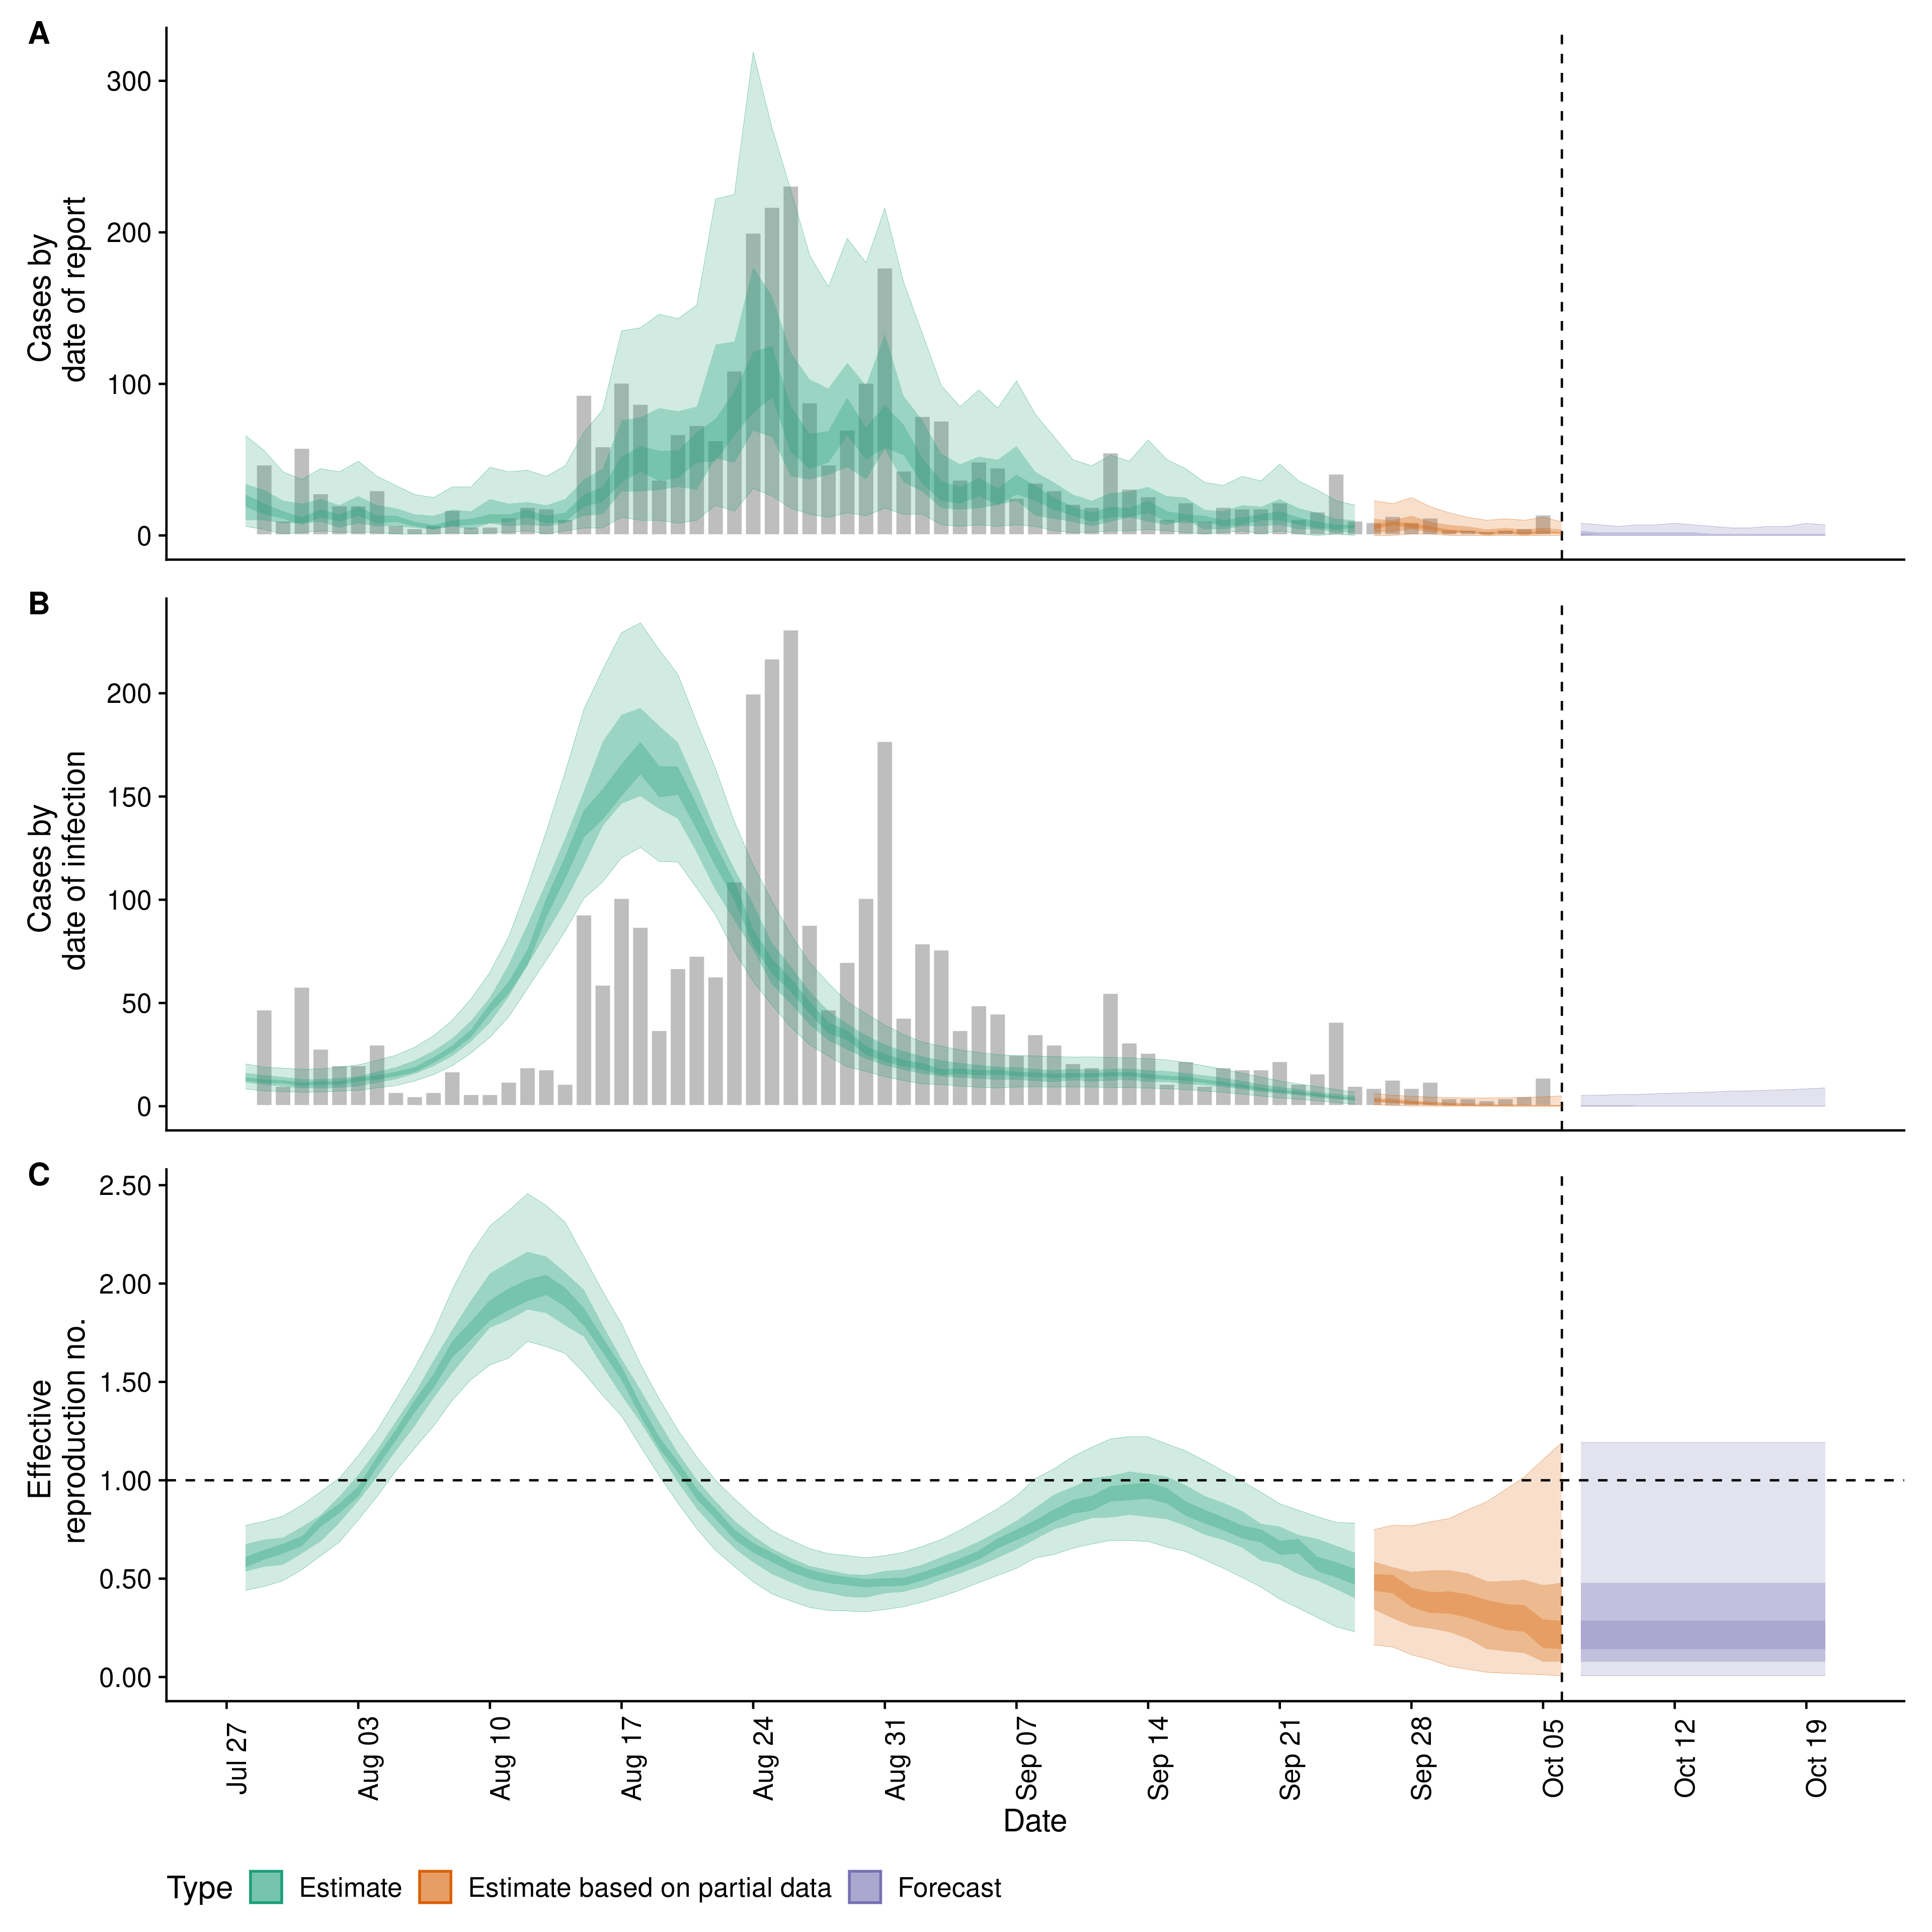 A
Cases by
date of report
300
200
100
0
B
Cases by
date of infection
200
150
100
50
0
C
Effective
reproduction no.
2.50
2.00
1.50
1.00
0.50
0.00
Jul 27
Aug 03
Aug 10
Aug 17
Aug 24
Aug 31
Sep 07
Sep 14
Sep 21
Sep 28
Oct 05
Oct 12
Oct 19
Date
Type Estimate Estimate based on partial data Forecast